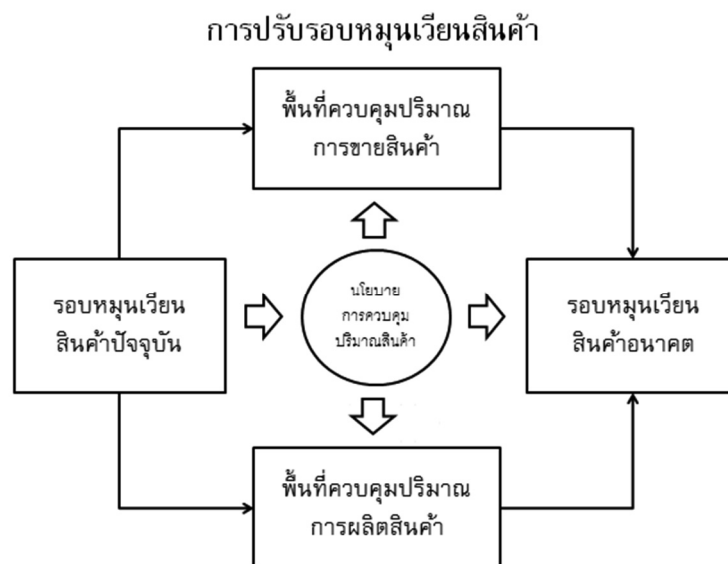 การปรับรอบหมุนเวียนสินค้า
พื้นที่ควบคุมปริมาณ
การขายสินค้า
รอบหมุนเวียน
สินค้าปัจจุบัน
นโยบาย
การควบคุม
ปริมาณสินค้า
รอบหมุนเวียน
สินค้าอนาคต
พื้นที่ควบคุมปริมาณ
การผลิตสินค้า